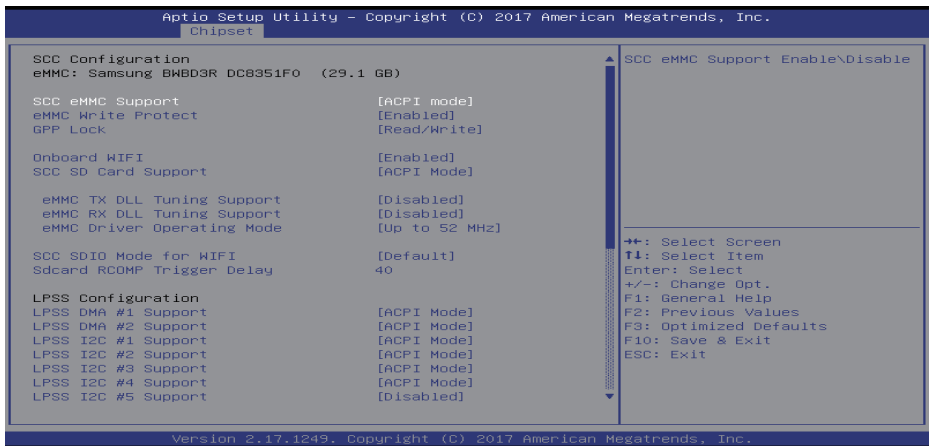 Aptio Setup Utility – Copyright (C) 2017 American Megatrends, Inc.
Chipset
SCC Configuration
eMMC: Samsung BWBD3R DC8351F0 (29.1 GB)
SCC eMMC Support [ACPI mode]
eMMC Write Protect [Enabled]
GPP Lock [Read/Write]
Onboard WIFI [Enabled]
SCC SD Card Support [ACPI Mode]
eMMC TX DLL Tuning Support [Disabled]
eMMC RX DLL Tuning Support [Disabled]
eMMC Driver Operating Mode [Up to 52 MHz]
SCC SDIO Mode for WIFI [Default]
Sdcard RCOMP Trigger Delay 40
LPSS Configuration
LPSS DMA #1 Support [ACPI Mode]
LPSS DMA #2 Support [ACPI Mode]
LPSS I2C #1 Support [ACPI Mode]
LPSS I2C #2 Support [ACPI Mode]
LPSS I2C #3 Support [ACPI Mode]
LPSS I2C #4 Support [ACPI Mode]
LPSS I2C #5 Support [Disabled]
SCC eMMC Support Enable\Disable
→←: Select Screen
↑↓: Select Item
Enter: Select
+/-: Change Opt.
F1: General Help
F2: Previous Values
F3: Optimized Defaults
F10: Save & Exit
ESC: Exit
Version 2.17.1249. Copyright (C) 2017 American Megatrends, Inc.